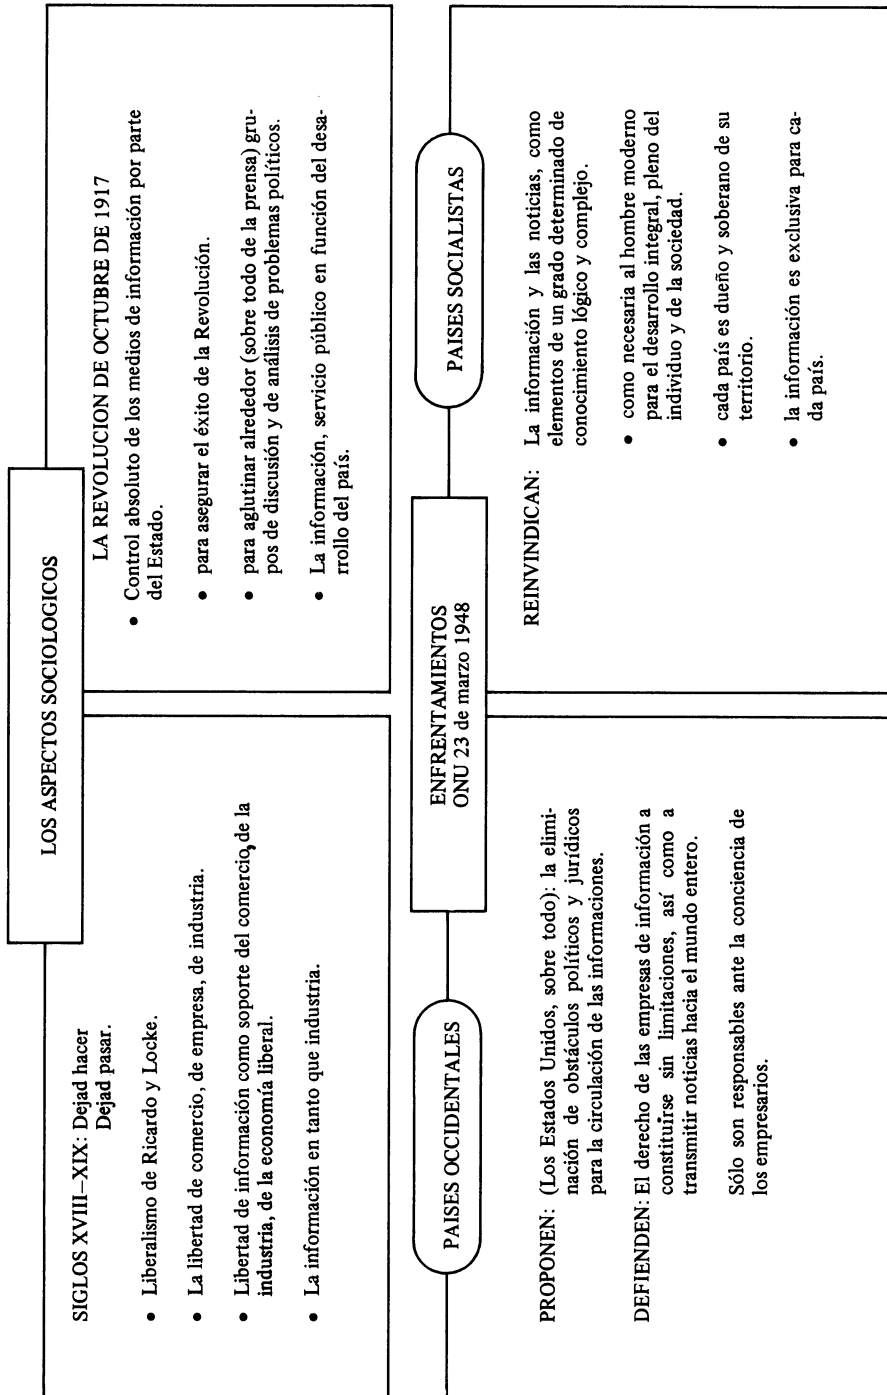 LOS ASPECTOS SOCIOLOGICOS
SIGLOS XVIII–XIX: Dejad hacer
Dejad pasar.
• Liberalismo de Ricardo y Locke.
• La libertad de comercio, de empresa, de industria.
• Libertad de información como soporte del comercio, de la
industria, de la economía liberal.
• La información en tanto que industria.
LA REVOLUCION DE OCTUBRE DE 1917
• Control absoluto de los medios de información por parte
del Estado.
• para asegurar el éxito de la Revolución.
• para aglutinar alrededor (sobre todo de la prensa) gru-
pos de discusión y de análisis de problemas políticos.
• La información, servicio público en función del desa-
rrollo del país.
ENFRENTAMIENTOS
ONU 23 de marzo 1948
PAISES OCCIDENTALES
PROPONEN: (Los Estados Unidos, sobre todo): la elimi-
nación de obstáculos políticos y jurídicos
para la circulación de las informaciones.
DEFIENDEN: El derecho de las empresas de información a
constituirse sin limitaciones, así como a
transmitir noticias hacia el mundo entero.
Sólo son responsables ante la conciencia de
los empresarios.
PAISES SOCIALISTAS
REINVINDICAN: La información y las noticias, como
elementos de un grado determinado de
conocimiento lógico y complejo.
• como necesaria al hombre moderno
para el desarrollo integral, pleno del
individuo y de la sociedad.
• cada país es dueño y soberano de su
territorio.
• la información es exclusiva para ca-
da país.